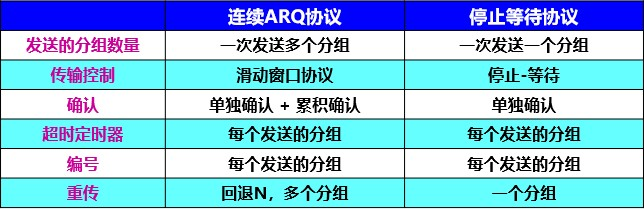 连续ARQ协议 停止等待协议
发送的分组数量 一次发送多个分组 一次发送一个分组
传输控制 滑动窗口协议 停止-等待
确认 单独确认 + 累积确认 单独确认
超时定时器 每个发送的分组 每个发送的分组
编号 每个发送的分组 每个发送的分组
重传 回退N，多个分组 一个分组